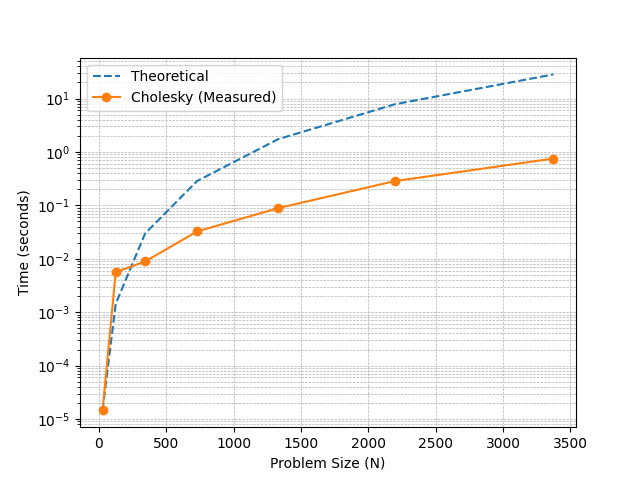 Theoretical
Cholesky (Measured)
10¹
10⁰
10⁻¹
10⁻²
10⁻³
10⁻⁴
10⁻⁵
Time (seconds)
0 500 1000 1500 2000 2500 3000 3500
Problem Size (N)